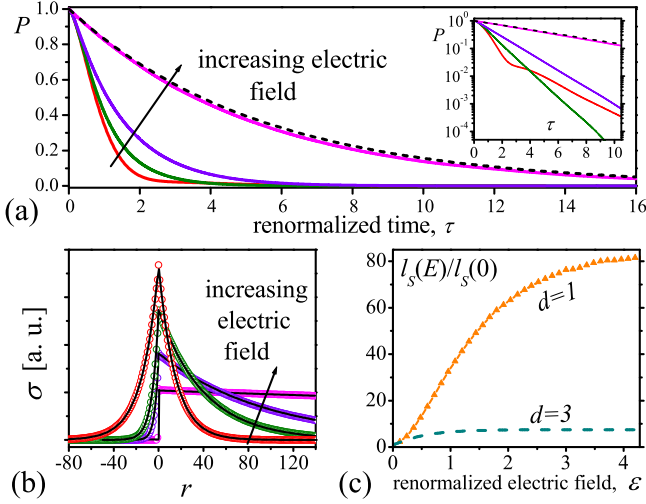 P
1.0
0.8
0.6
0.4
0.2
0.0
increasing electric
field
0 2 4 6 8 10 12 14 16
renormalized time, τ
(a)
P
10^0
10^-1
10^-2
10^-3
10^-4
τ
0 2 4 6 8 10
σ [a. u.]
increasing
electric
field
-80 -40 0 40 80 120
r
(b)
l_S(E)/l_S(0)
80
60
40
20
0
d=1
d=3
0 1 2 3 4
renormalized electric field, ε
(c)